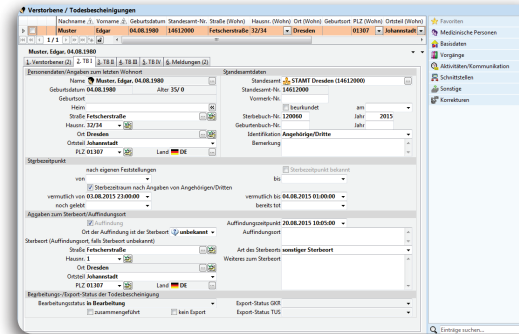 Verstorbene / Todesbescheinigungen
Nachname Vorname Geburtsdatum Standesamt-Nr. Straße (Wohn) Hausnr. (Wohn) Ort (Wohn) Geburtsort PLZ (Wohn) Ortsteil (Wohn)
Muster Edgar 04.08.1980 14612000 Fetscherstraße 32/34 Dresden 01307 Johannstadt
Muster, Edgar, 04.08.1980
1. Verstorbene (2) 2. TB I 3. TB II 4. TB III 5. TB IV 6. Meldungen (2)
Personendaten/Angaben zum letzten Wohnort Standesamtdaten
Name Muster, Edgar, 04.08.1980 Standesamt STAMT Dresden (14612000)
Geburtsdatum 04.08.1980 Alter 35/ 0 Standesamt-Nr. 14612000
Geburtsort Vormerk-Nr.
Heim beurkundet am
Straße Fetscherstraße Sterbebuch-Nr. 120060 Jahr 2015
Hausnr. 32/34 Geburtenbuch-Nr. Jahr
Ort Dresden Identifikation Angehörige/Dritte
Ortsteil Johannstadt Bemerkung
PLZ 01307 Land DE
Sterbezeitpunkt
nach eigenen Feststellungen Sterbezeitpunkt bekannt
von bis
Sterbezeitraum nach Angaben von Angehörigen/Dritten
vermutlich von 03.08.2015 23:00:00 vermutlich bis 04.08.2015 01:00:00
noch gelebt bereits tot
Angaben zum Sterbeort/Auffindungsort
Auffindung Auffindungszeitpunkt 20.08.2015 10:05:00
Ort der Auffindung ist der Sterbeort unbekannt Auffindungsort
Sterbeort (Auffindungsort, falls Sterbeort unbekannt)
Straße Fetscherstraße Art des Sterbeorts sonstiger Sterbeort
Hausnr. 1 Weiteres zum Sterbeort
Ort Dresden
Ortsteil Johannstadt
PLZ 01307 Land DE
Bearbeitungs-/Export-Status der Todesbescheinigung
Bearbeitungsstatus in Bearbeitung Export-Status GKR
zusammengeführt kein Export Export-Status TUS
Favoriten
Medizinische Personen
Basisdaten
Vorgänge
Aktivitäten/Kommunikation
Schnittstellen
Sonstige
Korrekturen
Einträge suchen...